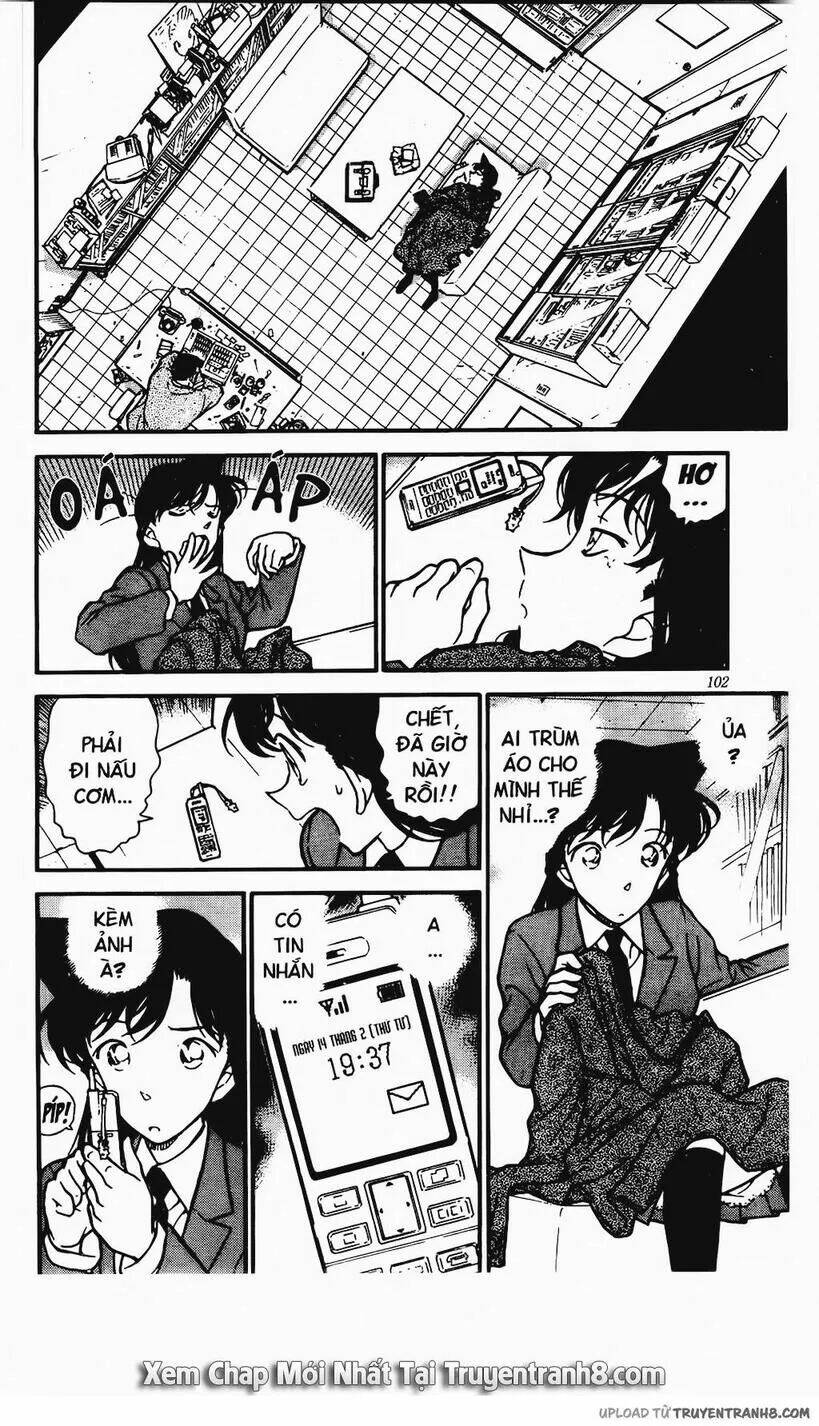 HƠ
...
OÁ ÁP
102
ỦA
?
AI TRÙM
ÁO CHO
MÌNH THẾ
NHỈ...?
CHẾT,
ĐÃ GIỜ
NÀY
RỒI!!
PHẢI
ĐI NẤU
CƠM...
A
...
CÓ
TIN
NHẮN
...
NGÀY 14 THÁNG 2 (THỨ TƯ)
19:37
KÈM
ẢNH
À?
PÍP!
Xem Chap Mới Nhất Tại Truyentranh8.com
UPLOAD TỪ TRUYENTRANH8.COM